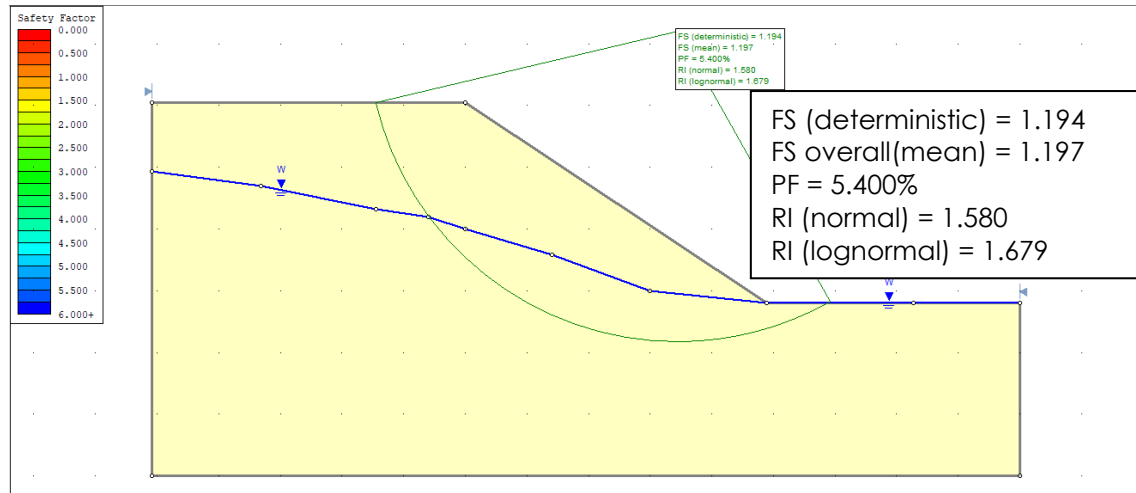 Safety Factor
0.000
0.500
1.000
1.500
2.000
2.500
3.000
3.500
4.000
4.500
5.000
5.500
6.000+
FS (deterministic) = 1.194
FS (mean) = 1.197
PF = 5.400%
RI (normal) = 1.580
RI (lognormal) = 1.679
FS (deterministic) = 1.194
FS overall(mean) = 1.197
PF = 5.400%
RI (normal) = 1.580
RI (lognormal) = 1.679
W
W